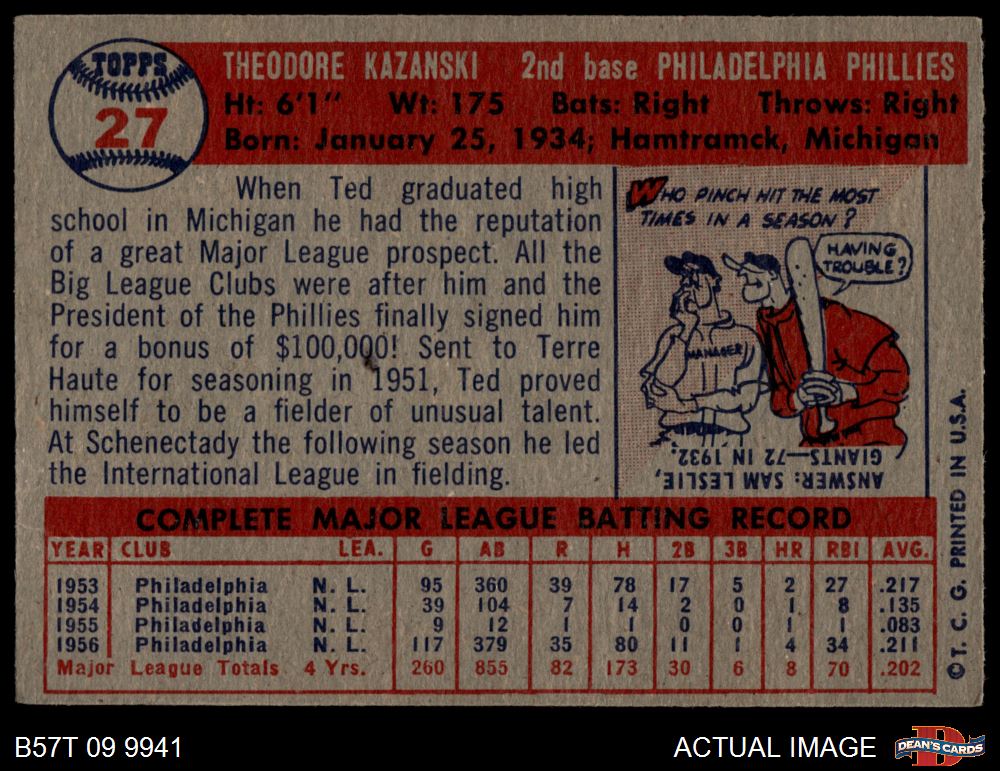 TOPPS
27
THEODORE KAZANSKI 2nd base PHILADELPHIA PHILLIES
Ht: 6'1" Wt: 175 Bats: Right Throws: Right
Born: January 25, 1934; Hamtramck, Michigan
When Ted graduated high
school in Michigan he had the reputation
of a great Major League prospect. All the
Big League Clubs were after him and the
President of the Phillies finally signed him
for a bonus of $100,000! Sent to Terre
Haute for seasoning in 1951, Ted proved
himself to be a fielder of unusual talent.
At Schenectady the following season he led
the International League in fielding.
WHO PINCH HIT THE MOST
TIMES IN A SEASON?
HAVING
TROUBLE?
MANAGER
ANSWER: SAM LESLIE,
GIANTS—72 IN 1932.
COMPLETE MAJOR LEAGUE BATTING RECORD
YEAR CLUB LEA. G AB R H 2B 3B HR RBI AVG.
1953 Philadelphia N. L. 95 360 39 78 17 5 2 27 .217
1954 Philadelphia N. L. 39 104 7 14 2 0 1 8 .135
1955 Philadelphia N. L. 9 12 1 1 0 0 1 1 .083
1956 Philadelphia N. L. 117 379 35 80 11 1 4 34 .211
Major League Totals 4 Yrs. 260 855 82 173 30 6 8 70 .202
©T. C. G. PRINTED IN U.S.A.
B57T 09 9941
ACTUAL IMAGE
DEAN'S CARDS